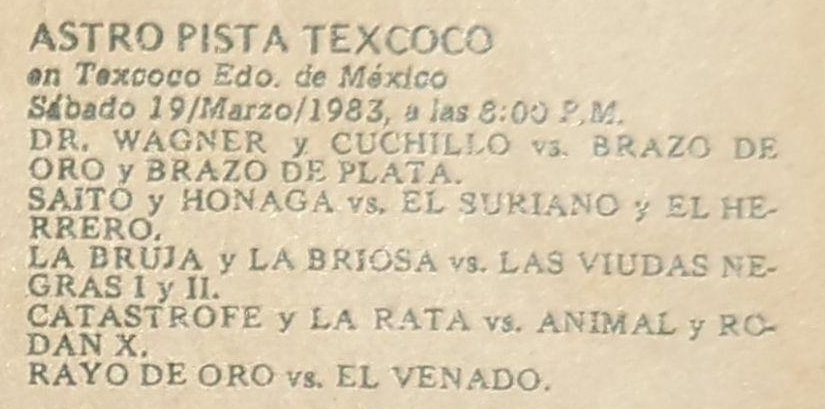 ASTRO PISTA TEXCOCO
en Texcoco Edo. de México
Sábado 19/Marzo/1983, a las 8:00 P.M.
DR. WAGNER y CUCHILLO vs. BRAZO DE
ORO y BRAZO DE PLATA.
SAITO y HONAGA vs. EL SURIANO y EL HE-
RRERO.
LA BRUJA y LA BRIOSA vs. LAS VIUDAS NE-
GRAS I y II.
CATASTROFE y LA RATA vs. ANIMAL y RO-
DAN X.
RAYO DE ORO vs. EL VENADO.